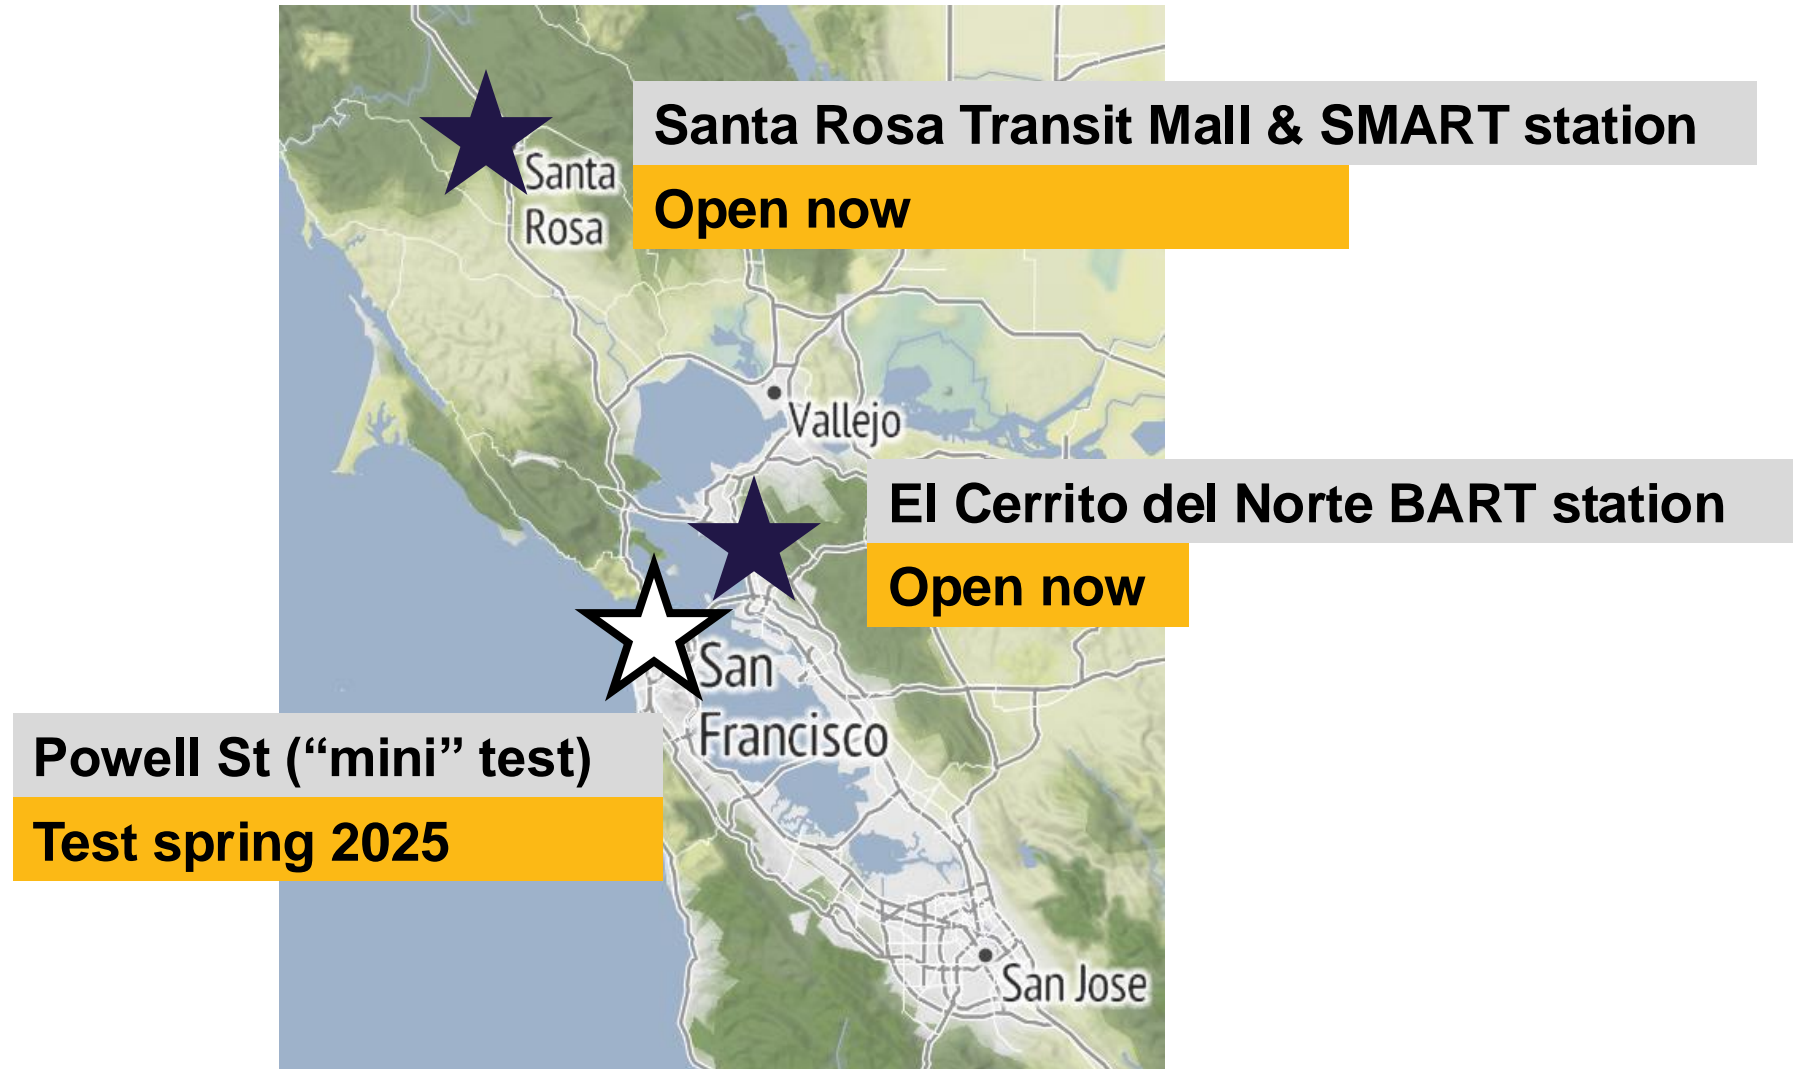 Santa Rosa Transit Mall & SMART station
Open now
Santa
Rosa
Vallejo
El Cerrito del Norte BART station
Open now
San
Francisco
Powell St (“mini” test)
Test spring 2025
San Jose